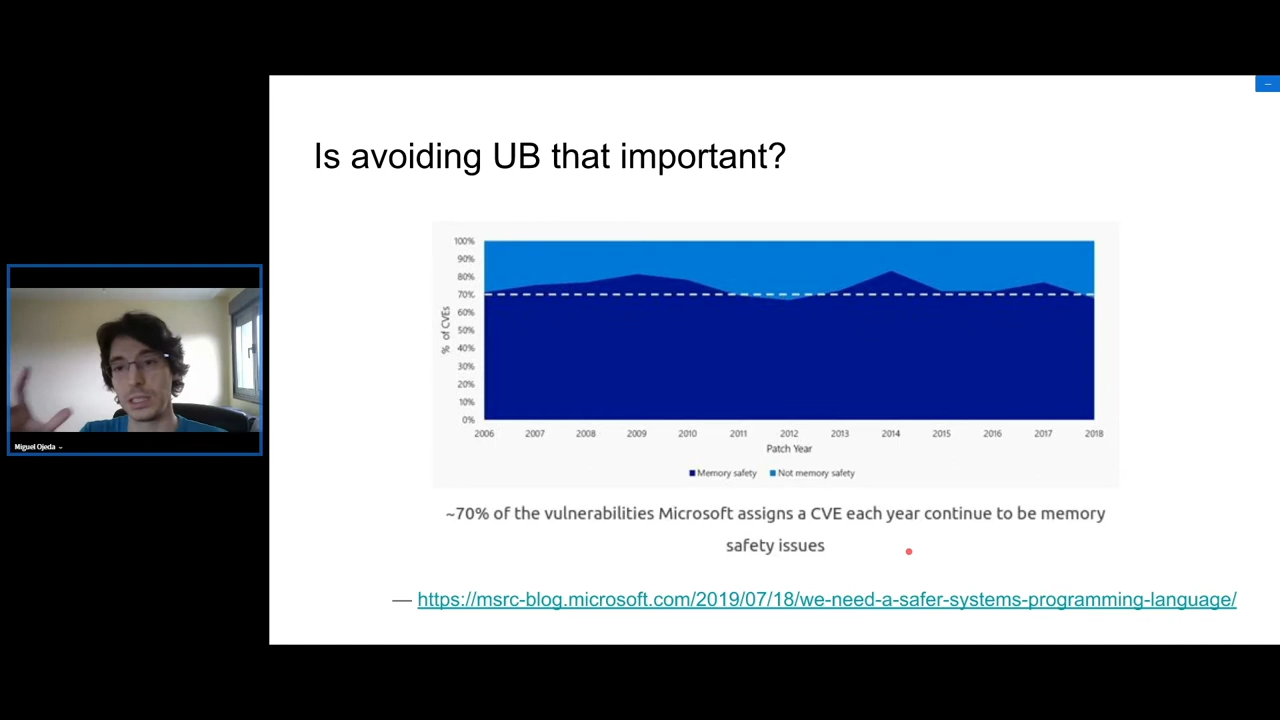 Is avoiding UB that important?
100%
90%
80%
70%
60%
50%
40%
30%
20%
10%
0%
% of CVEs
2006 2007 2008 2009 2010 2011 2012 2013 2014 2015 2016 2017 2018
Patch Year
Memory safety Not memory safety
~70% of the vulnerabilities Microsoft assigns a CVE each year continue to be memory
safety issues
— https://msrc-blog.microsoft.com/2019/07/18/we-need-a-safer-systems-programming-language/
Miguel Ojeda